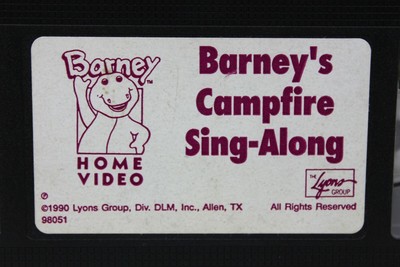 Barney
HOME
VIDEO
Barney's
Campfire
Sing-Along
THE
Lyons
GROUP
℗
©1990 Lyons Group, Div. DLM, Inc., Allen, TX
All Rights Reserved
98051